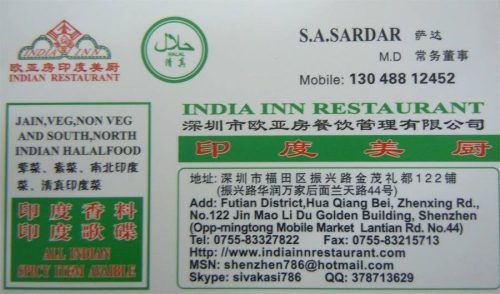 INDIA INN
欧亚房印度美厨
INDIAN RESTAURANT
حلال
HALAL
清真
S.A.SARDAR 萨达
M.D 常务董事
Mobile: 130 488 12452
JAIN,VEG,NON VEG
AND SOUTH,NORTH
INDIAN HALALFOOD
荤菜、素菜、南北印度
菜、清真印度菜
印度香料
印度歌碟
ALL INDIAN
SPICY ITEM AVAIBLE
INDIA INN RESTAURANT
深圳市欧亚房餐饮管理有限公司
印度美厨
地址: 深圳市福田区振兴路金茂礼都122铺
(振兴路华润万家后面兰天路44号)
Add: Futian District,Hua Qiang Bei, Zhenxing Rd.,
No.122 Jin Mao Li Du Golden Building, Shenzhen
(Opp-mingtong Mobile Market Lantian Rd. No.44)
Tel: 0755-83327822 Fax: 0755-83215713
Http://www.indiainnrestaurant.com
MSN: shenzhen786@hotmail.com
Skype: sivakasi786 QQ: 378713629